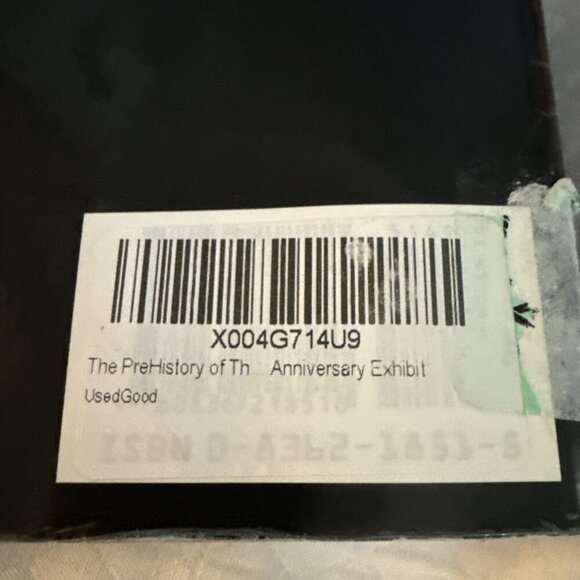 X004G714U9
The PreHistory of Th... Anniversary Exhibit
UsedGood